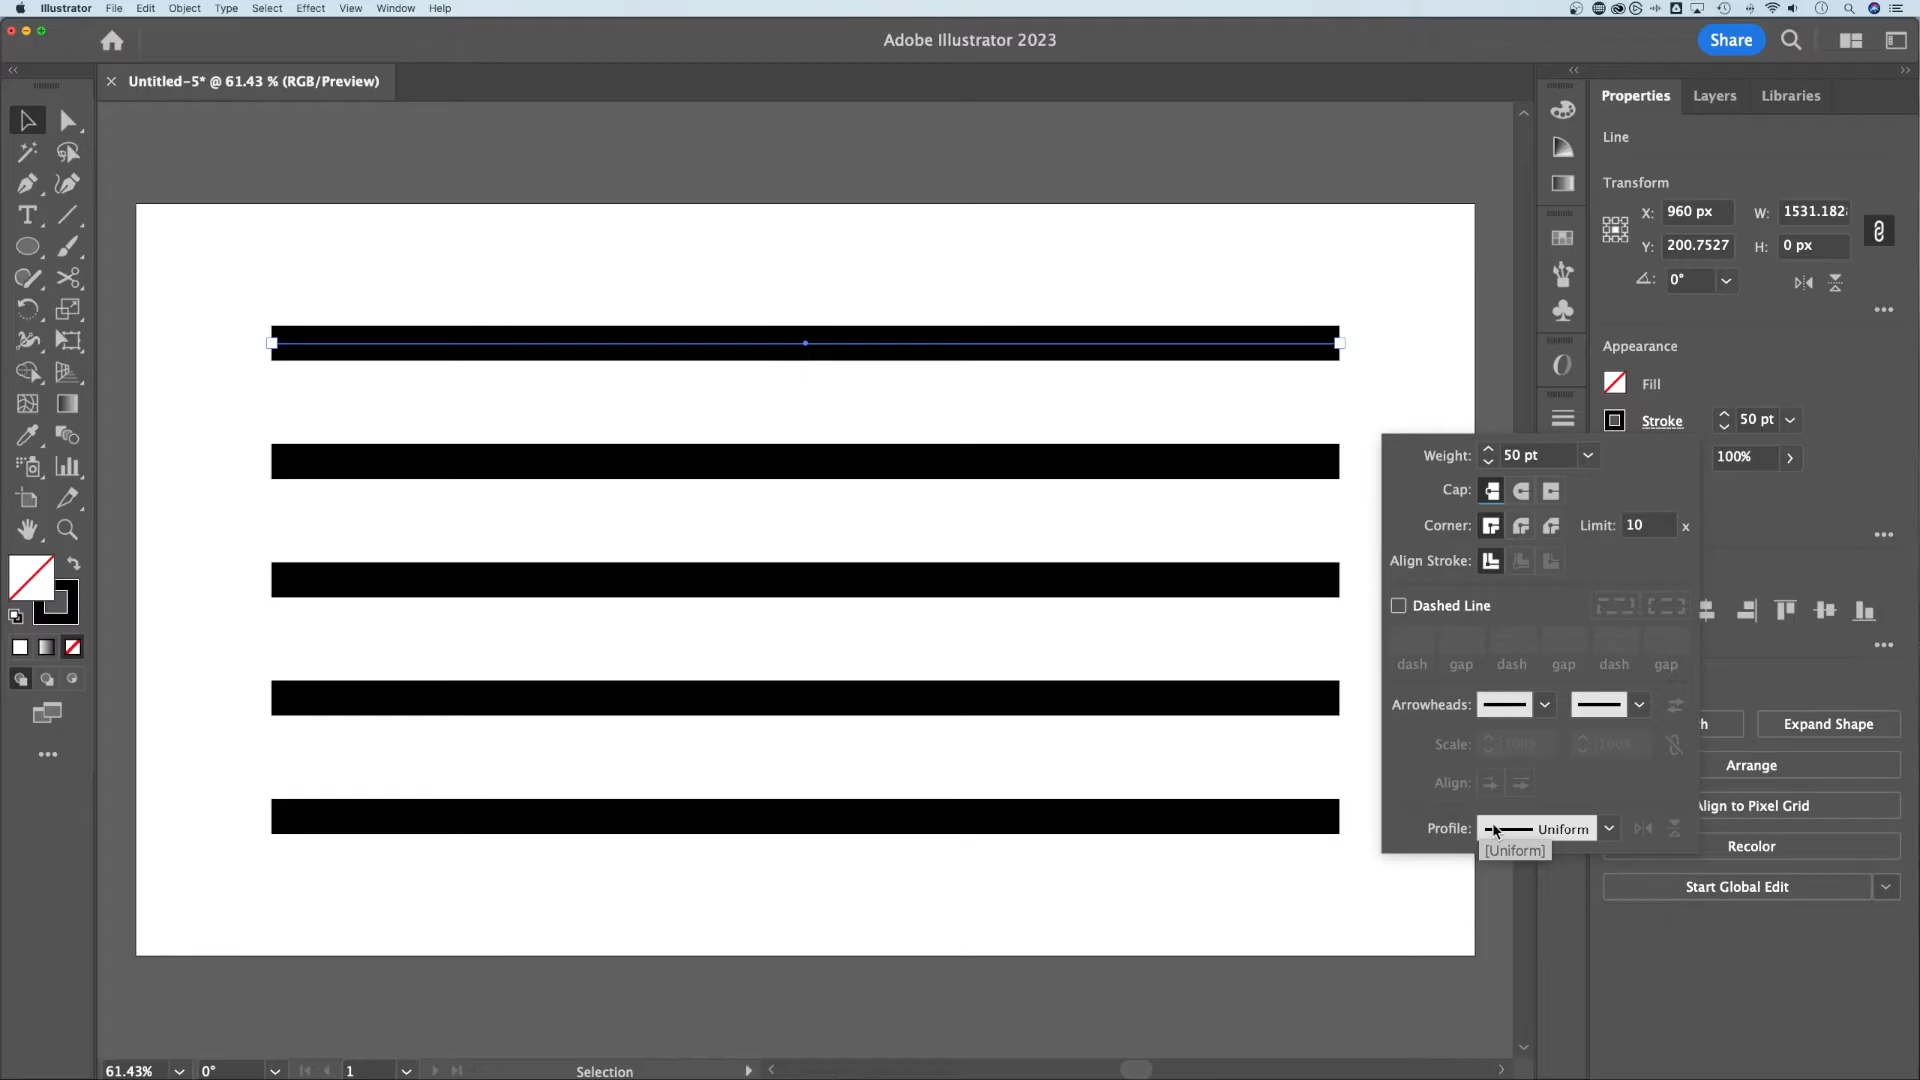 Illustrator File Edit Object Type Select Effect View Window Help
Adobe Illustrator 2023
Share
Untitled-5* @ 61.43 % (RGB/Preview)
Properties Layers Libraries
Line
Transform
X: 960 px W: 1531.182
Y: 200.7527 H: 0 px
0°
Appearance
Fill
Stroke 50 pt
100%
Weight: 50 pt
Cap:
Corner: Limit: 10 x
Align Stroke:
Dashed Line
dash gap dash gap dash gap
Arrowheads:
Scale: 100% 100%
Align:
Profile: Uniform
[Uniform]
h Expand Shape
Arrange
Align to Pixel Grid
Recolor
Start Global Edit
61.43% 0° 1 Selection